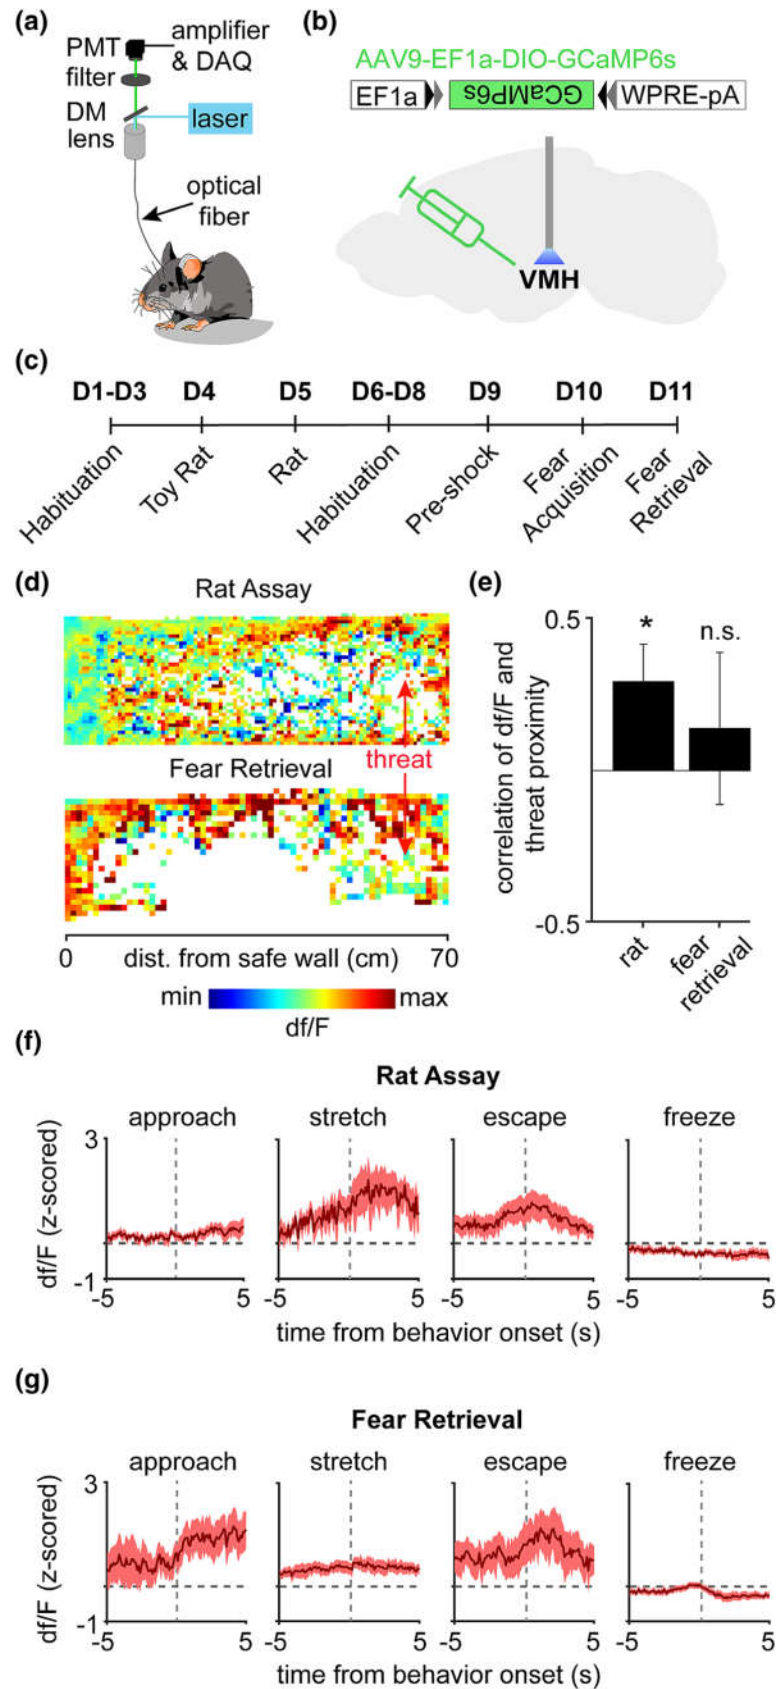 (a)
amplifier
& DAQ
PMT
filter
DM
lens
laser
optical
fiber
(b)
AAV9-EF1a-DIO-GCaMP6s
EF1a GCaMP6s WPRE-pA
VMH
(c)
D1-D3 D4 D5 D6-D8 D9 D10 D11
Habituation
Toy Rat
Rat
Habituation
Pre-shock
Fear
Acquisition
Fear
Retrieval
(d)
Rat Assay
threat
Fear Retrieval
0 dist. from safe wall (cm) 70
min max
df/F
(e)
correlation of df/F and
threat proximity
0.5
-0.5
*
n.s.
rat
fear
retrieval
(f)
Rat Assay
approach stretch escape freeze
df/F (z-scored)
3
-1
-5 5 -5 5 -5 5 -5 5
time from behavior onset (s)
(g)
Fear Retrieval
approach stretch escape freeze
df/F (z-scored)
3
-1
-5 5 -5 5 -5 5 -5 5
time from behavior onset (s)